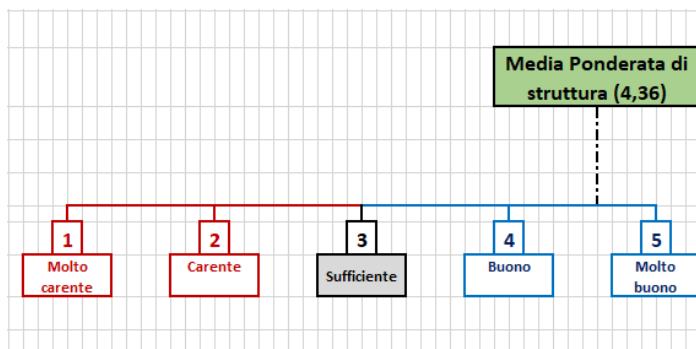 Media Ponderata di
struttura (4,36)
1
2
3
4
5
Molto
carente
Carente
Sufficiente
Buono
Molto
buono